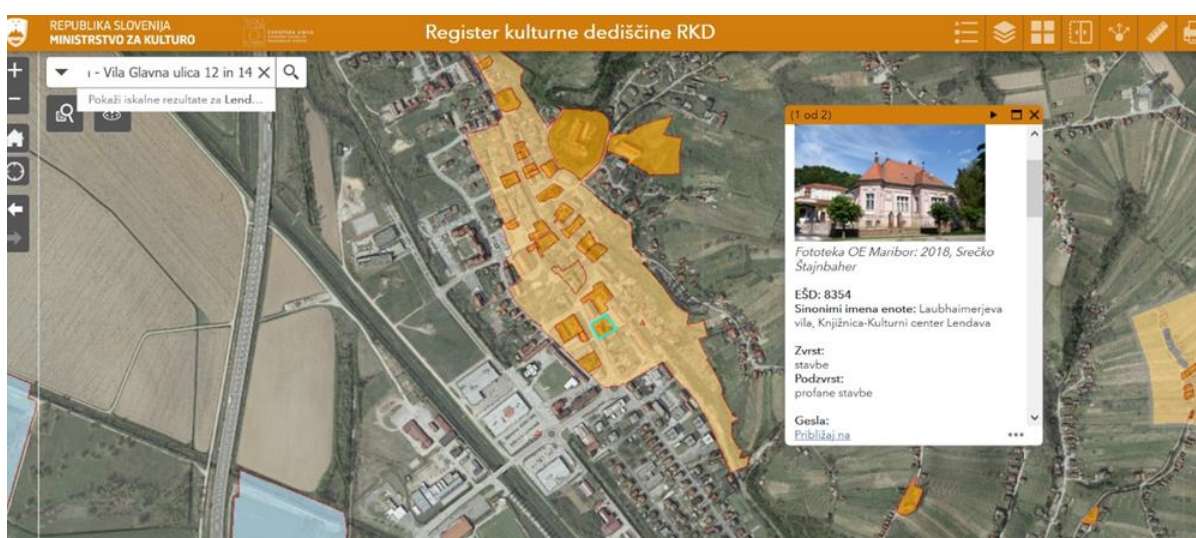 REPUBLIKA SLOVENIJA
MINISTRSTVO ZA KULTURO
Register kulturne dediščine RKD
- Vila Glavna ulica 12 in 14
Pokaži iskalne rezultate za Lend...
(1 od 2)
Fototeka OE Maribor: 2018, Srečko
Štajnbaher
EŠD: 8354
Sinonimi imena enote: Laubhaimerjeva
vila, Knjižnica-Kulturni center Lendava
Zvrst:
stavbe
Podzvrst:
profane stavbe
Gesla:
Približaj na